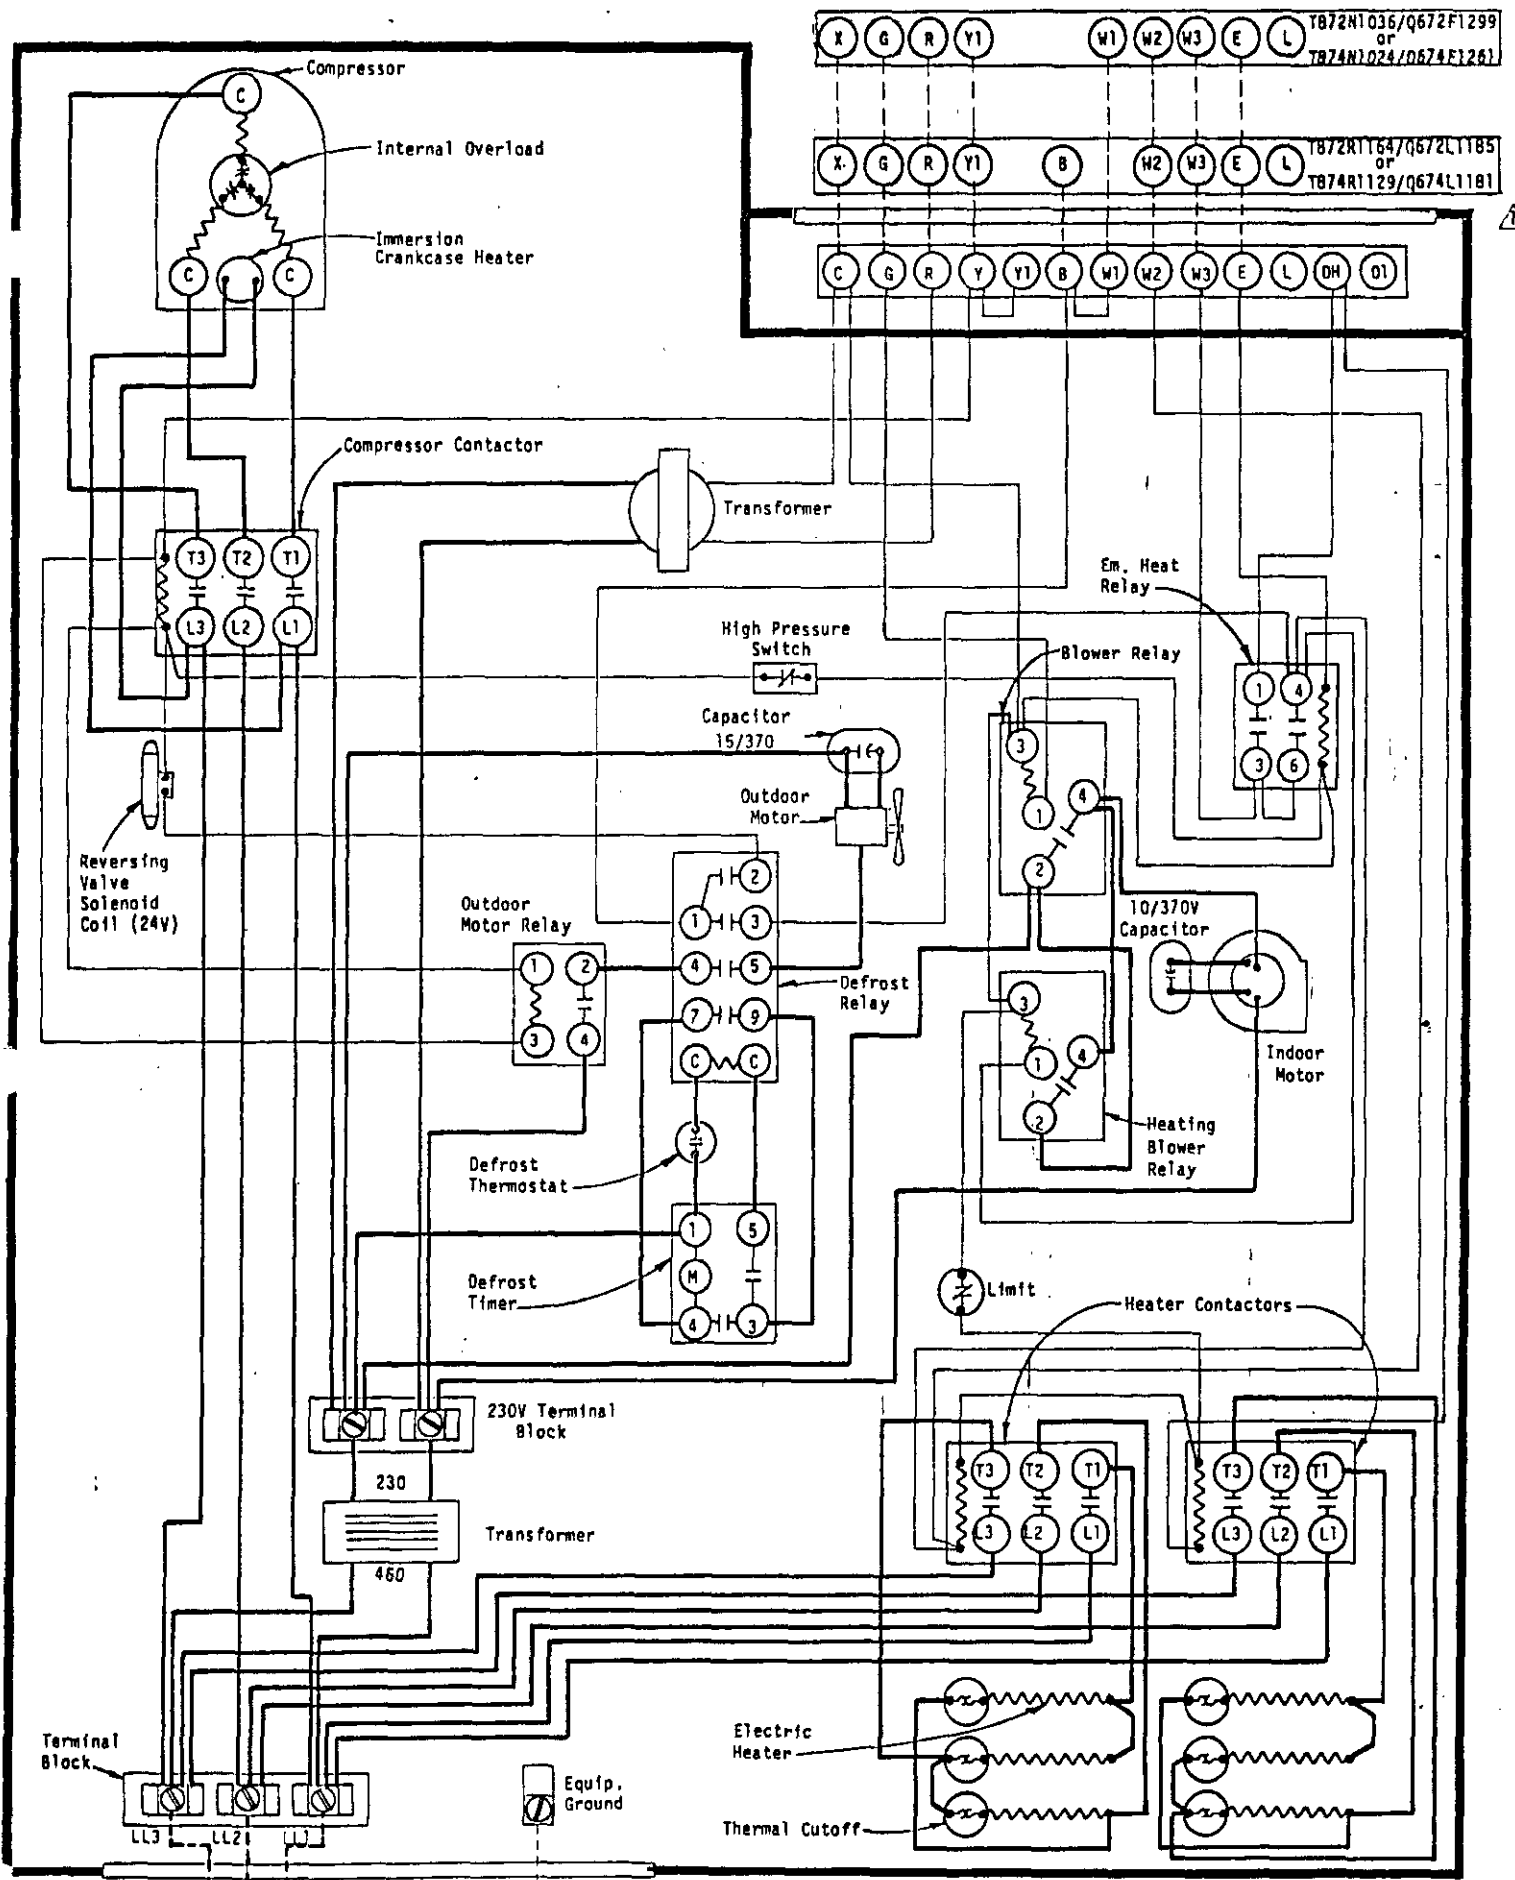 X G R Y1 W1 W2 W3 E L
T872N1036/Q672F1299
or
T874N1024/Q674F1261
X G R Y1 B W2 W3 E L
T872R1164/Q672L1185
or
T874R1129/Q674L1181
C G R Y Y1 B W1 W2 W3 E L DH O1
Compressor
C
Internal Overload
Immersion
Crankcase Heater
C C
Compressor Contactor
T3 T2 T1
L3 L2 L1
Transformer
Em. Heat
Relay
High Pressure
Switch
Blower Relay
1 4
3 6
Capacitor
15/370
3
4
1
2
Outdoor
Motor
Reversing
Valve
Solenoid
Coil (24V)
Outdoor
Motor Relay
1 2
3 4
2
1 3
4 5
7 9
C C
Defrost
Relay
10/370V
Capacitor
Indoor
Motor
3
4
1
2
Heating
Blower
Relay
Defrost
Thermostat
1 5
M
4 3
Defrost
Timer
Limit
Heater Contactors
230V Terminal
Block
230
Transformer
460
T3 T2 T1
L3 L2 L1
T3 T2 T1
L3 L2 L1
Electric
Heater
Thermal Cutoff
Terminal
Block
LL3 LL2 LL1
Equip.
Ground